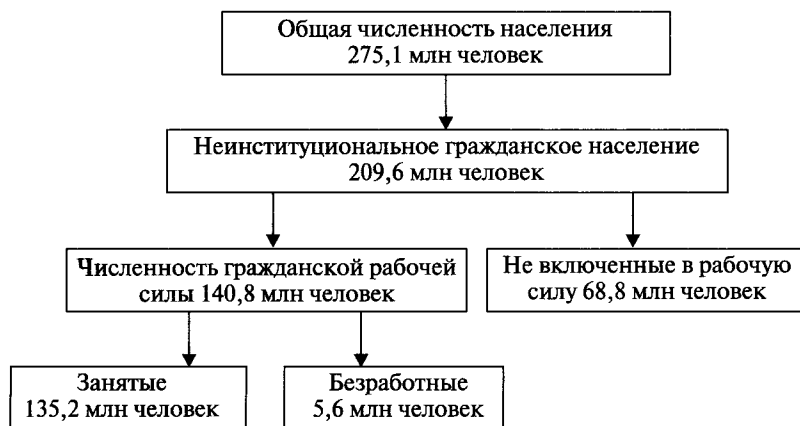 Общая численность населения
275,1 млн человек
Неинституциональное гражданское население
209,6 млн человек
Численность гражданской рабочей
силы 140,8 млн человек
Не включенные в рабочую
силу 68,8 млн человек
Занятые
135,2 млн человек
Безработные
5,6 млн человек